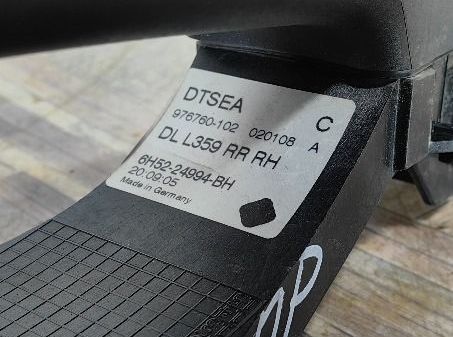 DTSEA C
976760-102 020108 A
DL L359 RR RH
6H52-24994-BH
20.09.05
Made in Germany